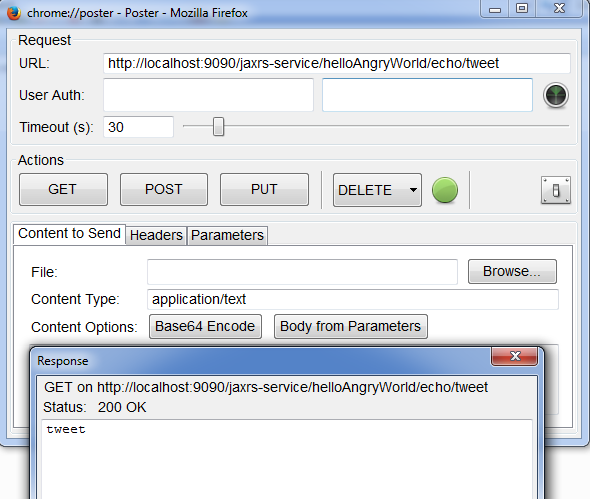 chrome://poster - Poster - Mozilla Firefox
Request
URL: http://localhost:9090/jaxrs-service/helloAngryWorld/echo/tweet
User Auth:
Timeout (s): 30
Actions
GET POST PUT DELETE
Content to Send Headers Parameters
File: Browse...
Content Type: application/text
Content Options: Base64 Encode Body from Parameters
Response
GET on http://localhost:9090/jaxrs-service/helloAngryWorld/echo/tweet
Status: 200 OK
tweet